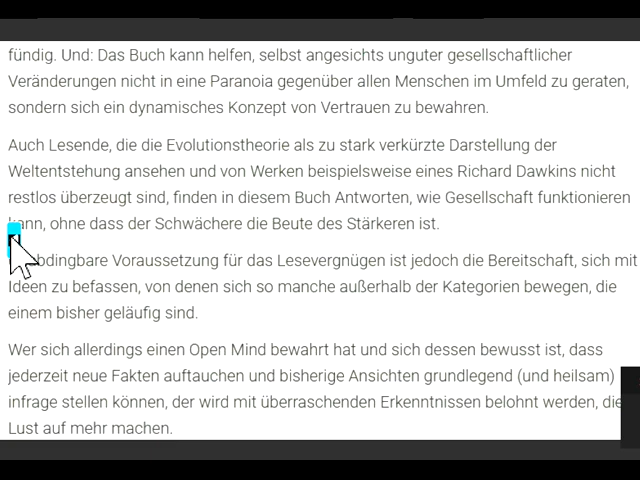 fündig. Und: Das Buch kann helfen, selbst angesichts unguter gesellschaftlicher
Veränderungen nicht in eine Paranoia gegenüber allen Menschen im Umfeld zu geraten,
sondern sich ein dynamisches Konzept von Vertrauen zu bewahren.
Auch Lesende, die die Evolutionstheorie als zu stark verkürzte Darstellung der
Weltentstehung ansehen und von Werken beispielsweise eines Richard Dawkins nicht
restlos überzeugt sind, finden in diesem Buch Antworten, wie Gesellschaft funktionieren
kann, ohne dass der Schwächere die Beute des Stärkeren ist.
Voraussetzung für das Lesevergnügen ist jedoch die Bereitschaft, sich mit
Ideen zu befassen, von denen sich so manche außerhalb der Kategorien bewegen, die
einem bisher geläufig sind.
Wer sich allerdings einen Open Mind bewahrt hat und sich dessen bewusst ist, dass
jederzeit neue Fakten auftauchen und bisherige Ansichten grundlegend (und heilsam)
infrage stellen können, der wird mit überraschenden Erkenntnissen belohnt werden, die
Lust auf mehr machen.